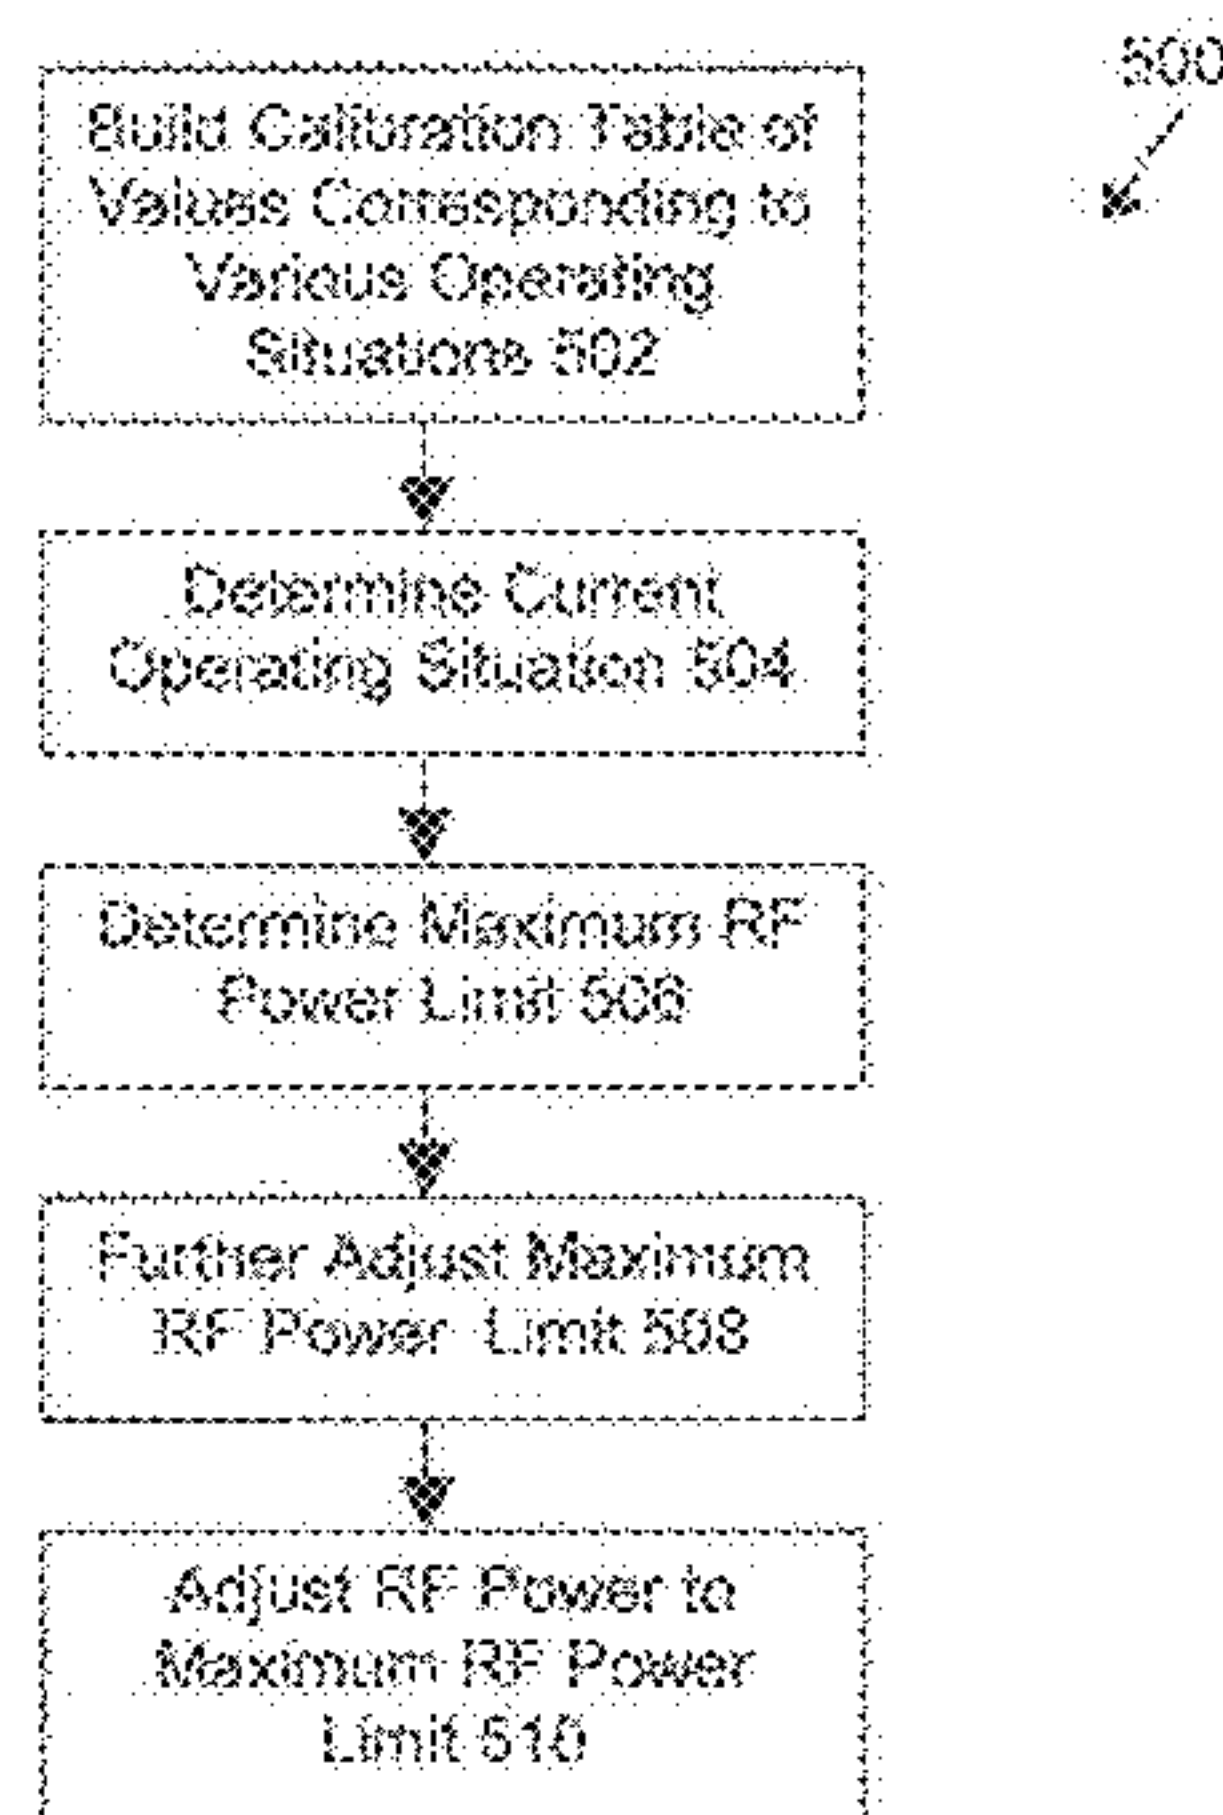 500
Build Calibration Table of
Values Corresponding to
Various Operating
Situations 502
Determine Current
Operating Situation 504
Determine Maximum RF
Power Limit 506
Further Adjust Maximum
RF Power Limit 508
Adjust RF Power to
Maximum RF Power
Limit 510